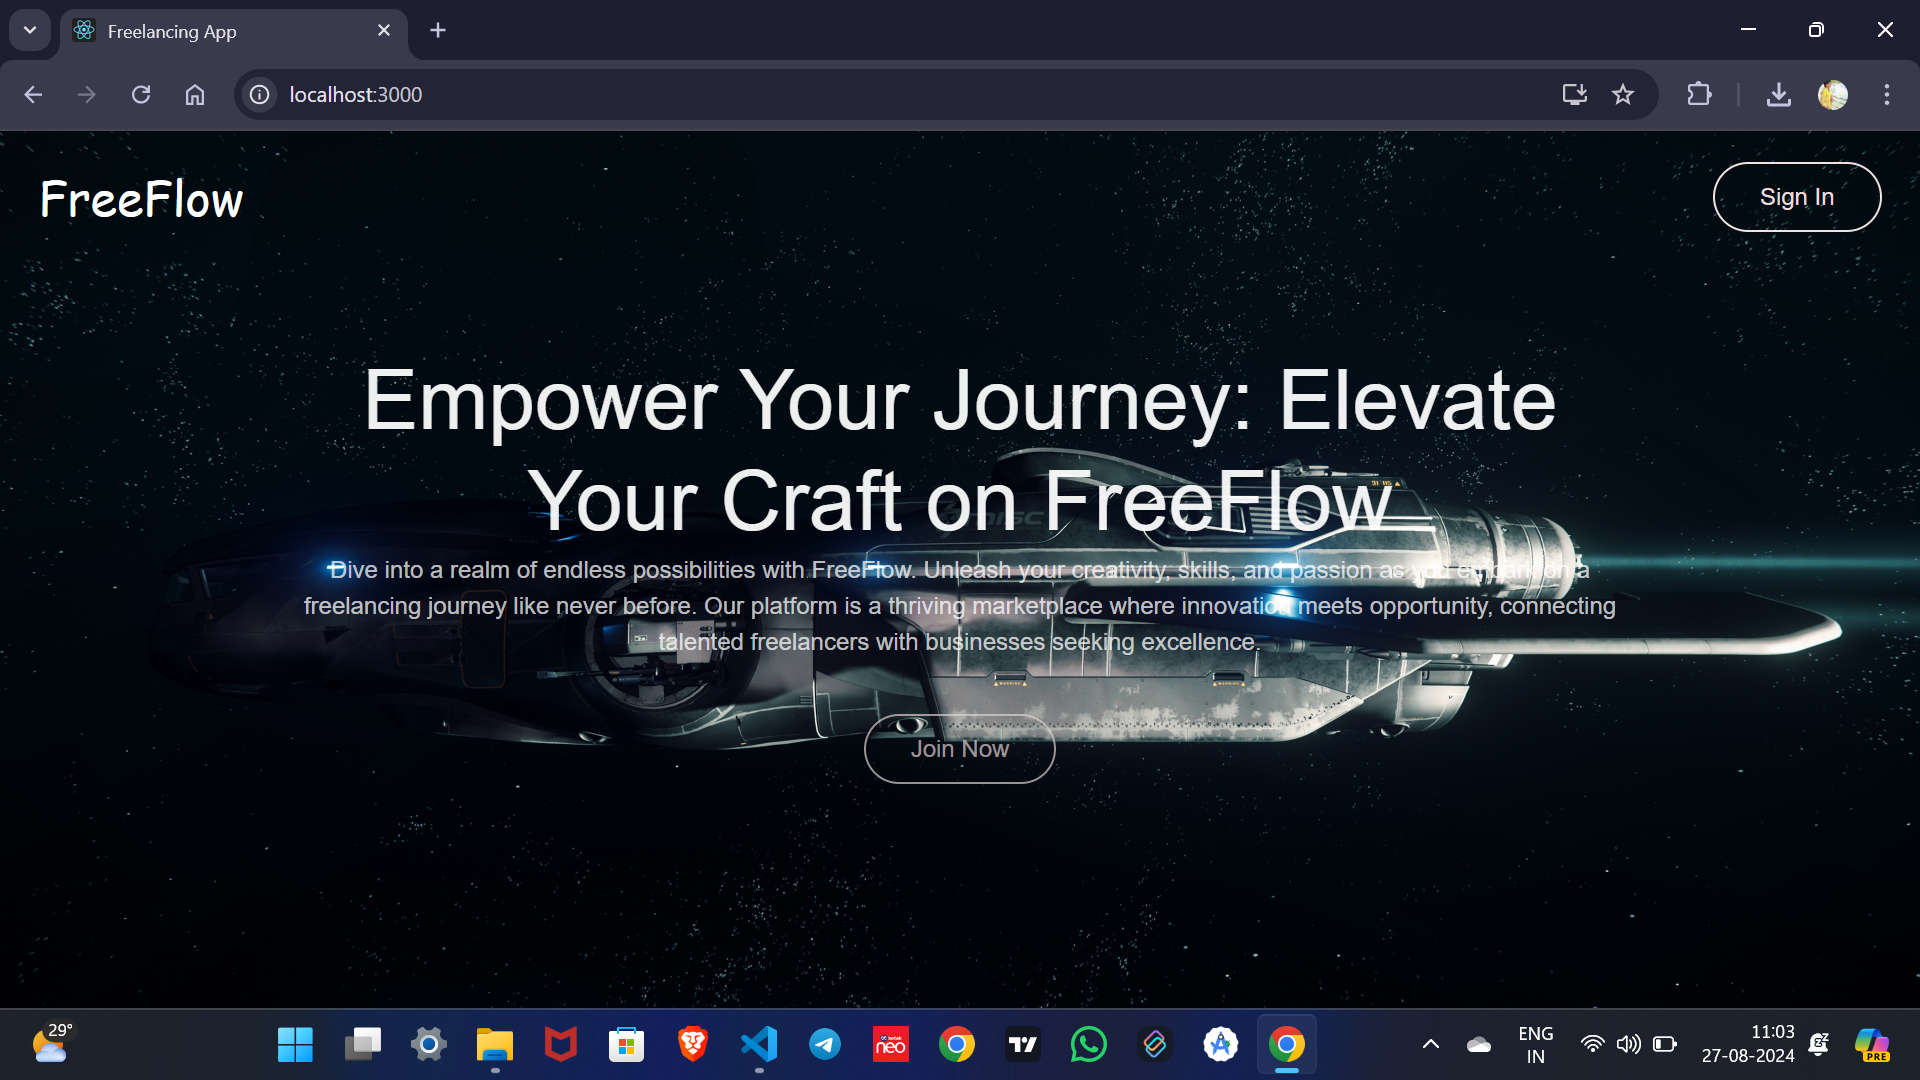 Freelancing App
localhost:3000
FreeFlow
Sign In
Empower Your Journey: Elevate
Your Craft on FreeFlow
Dive into a realm of endless possibilities with FreeFlow. Unleash your creativity, skills, and passion as you embark on a
freelancing journey like never before. Our platform is a thriving marketplace where innovation meets opportunity, connecting
talented freelancers with businesses seeking excellence.
Join Now
29°
neo
ENG
IN
11:03
27-08-2024
PRE